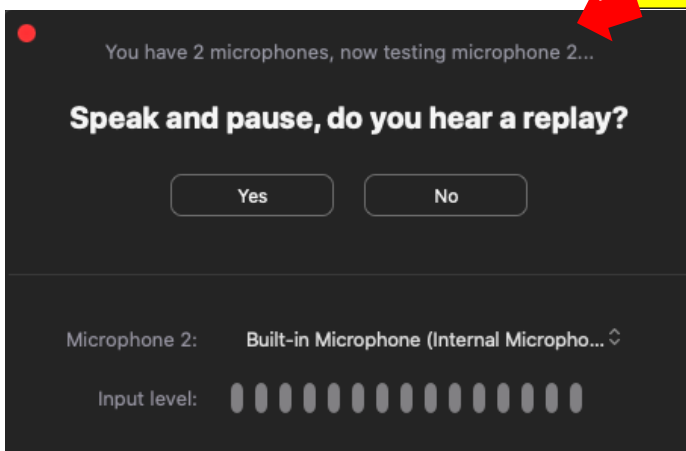 You have 2 microphones, now testing microphone 2...
Speak and pause, do you hear a replay?
Yes No
Microphone 2: Built-in Microphone (Internal Micropho...
Input level: